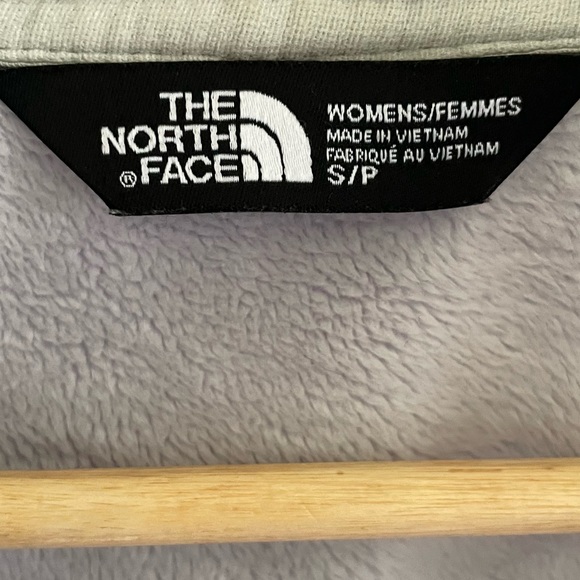 THE
NORTH
® FACE
WOMENS/FEMMES
MADE IN VIETNAM
FABRIQUÉ AU VIETNAM
S/P